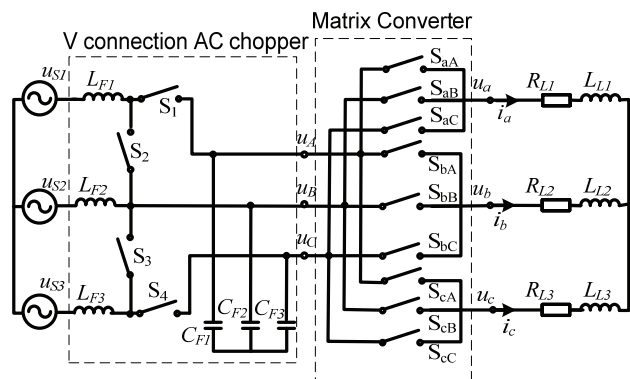 Matrix Converter
V connection AC chopper
uS1
LF1
S1
S2
uS2
LF2
S3
uS3
LF3
S4
CF1
CF2
CF3
uA
uB
uC
SaA
SaB
SaC
SbA
SbB
SbC
ScA
ScB
ScC
ua
ia
ub
ib
uc
ic
RL1
LL1
RL2
LL2
RL3
LL3